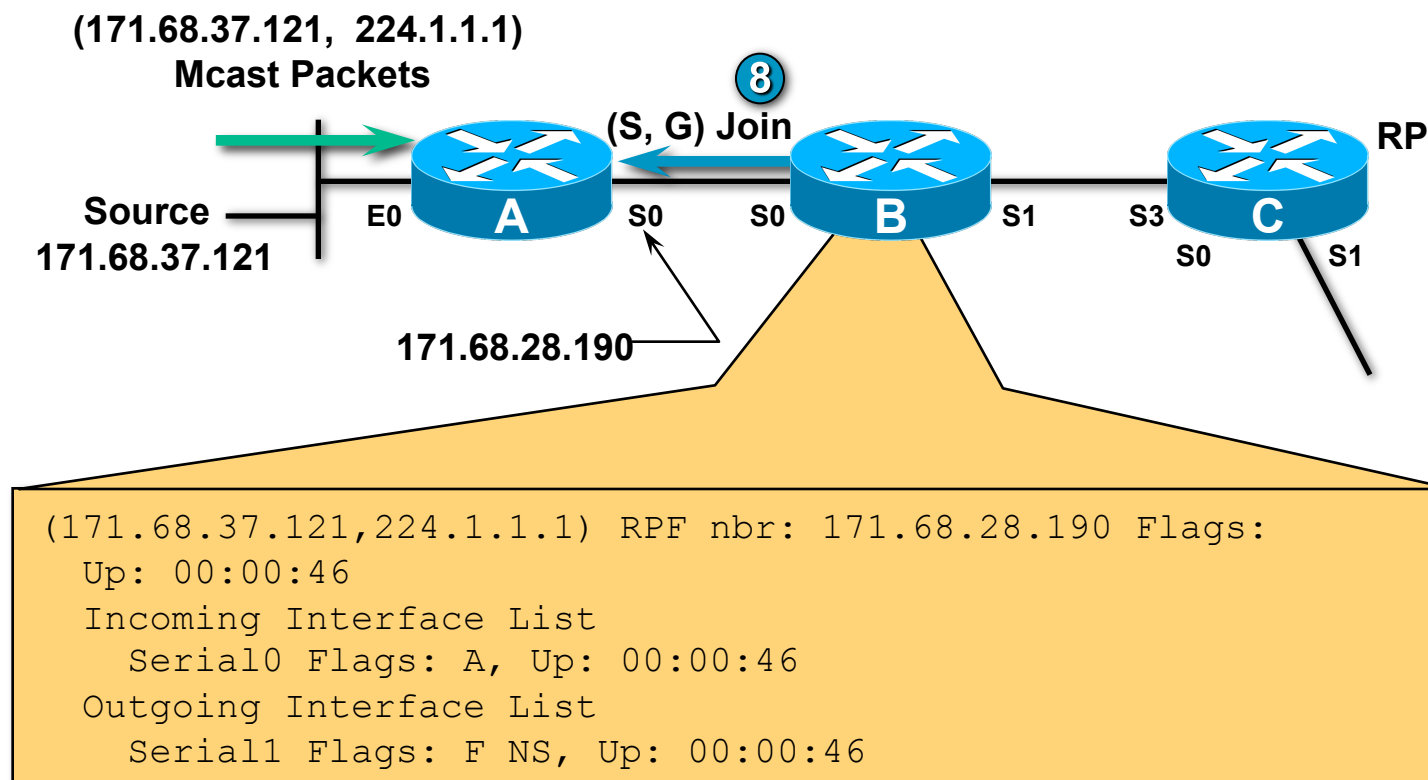 (171.68.37.121, 224.1.1.1)
Mcast Packets
8
(S, G) Join
RP
Source
171.68.37.121
E0
A
S0
S0
B
S1
S3
C
S0
S1
171.68.28.190
(171.68.37.121,224.1.1.1) RPF nbr: 171.68.28.190 Flags:
Up: 00:00:46
Incoming Interface List
Serial0 Flags: A, Up: 00:00:46
Outgoing Interface List
Serial1 Flags: F NS, Up: 00:00:46